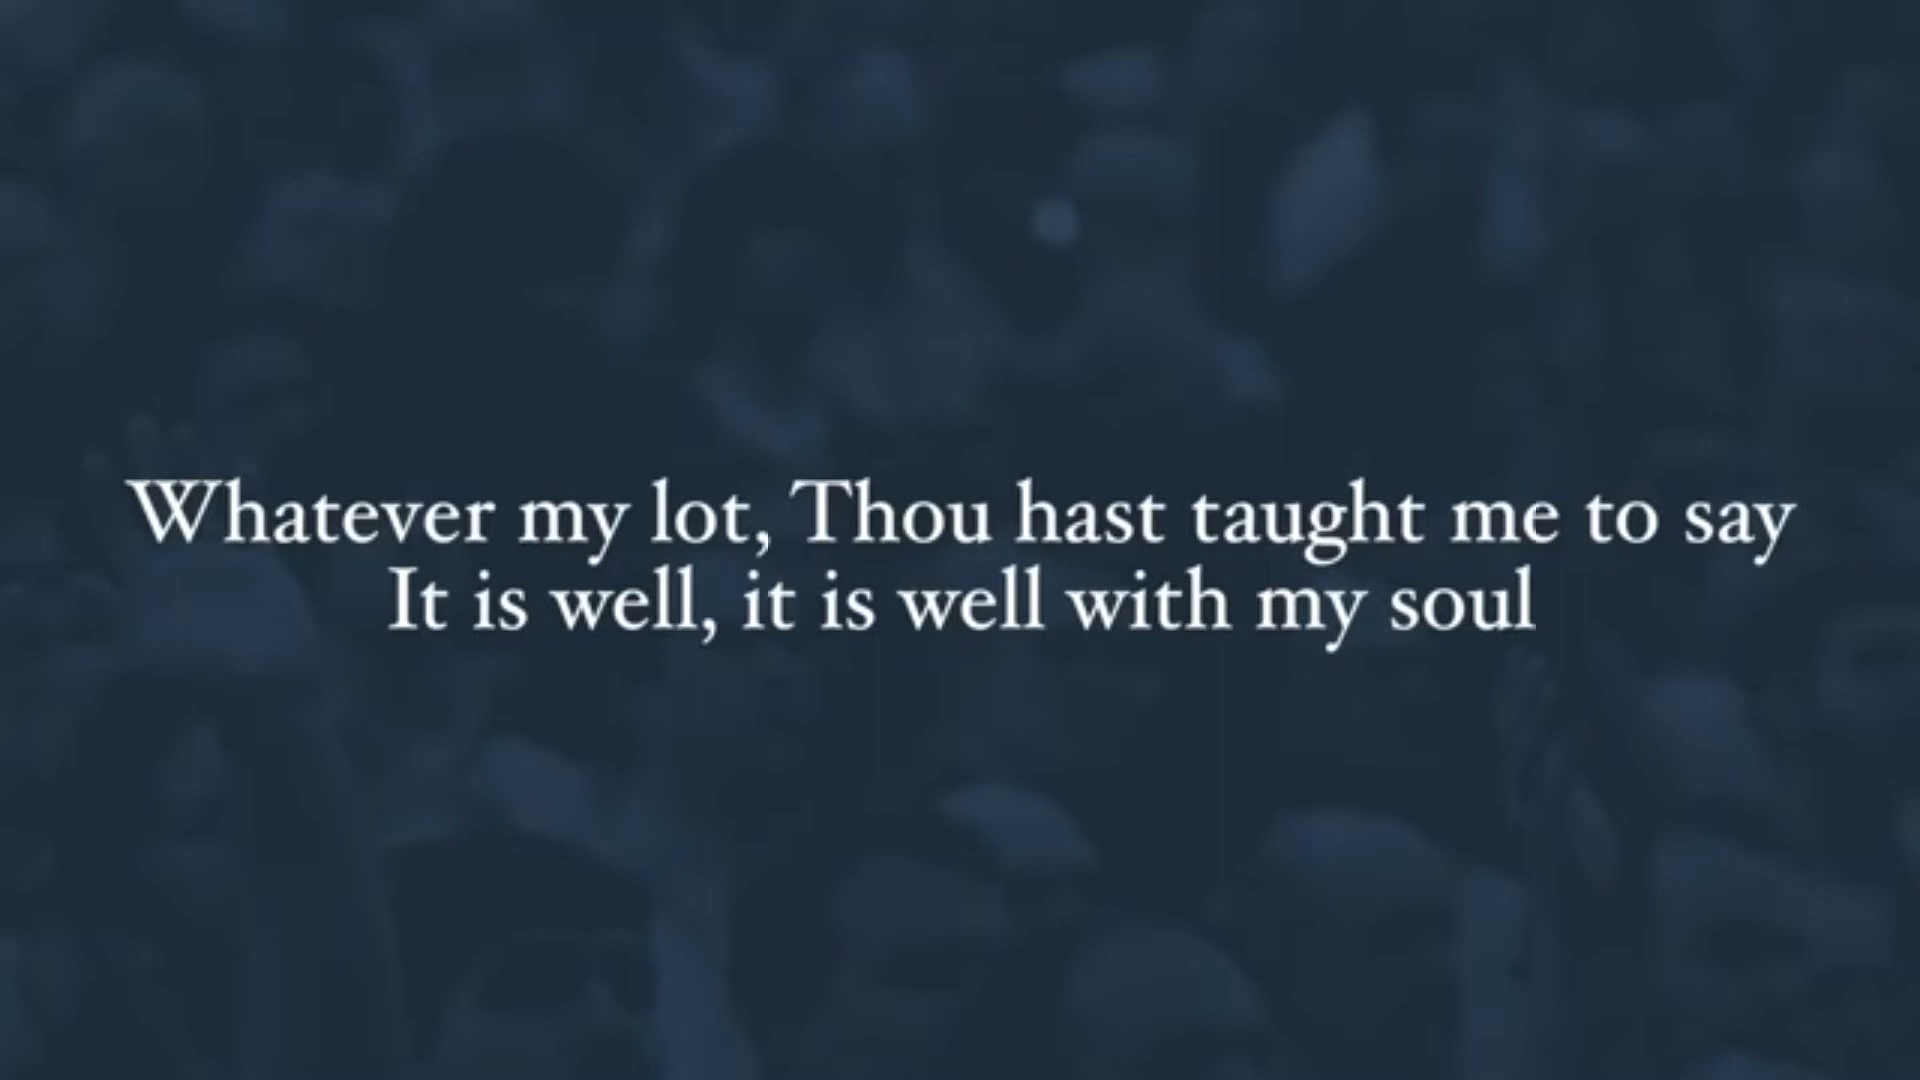 Whatever my lot, Thou hast taught me to say
It is well, it is well with my soul